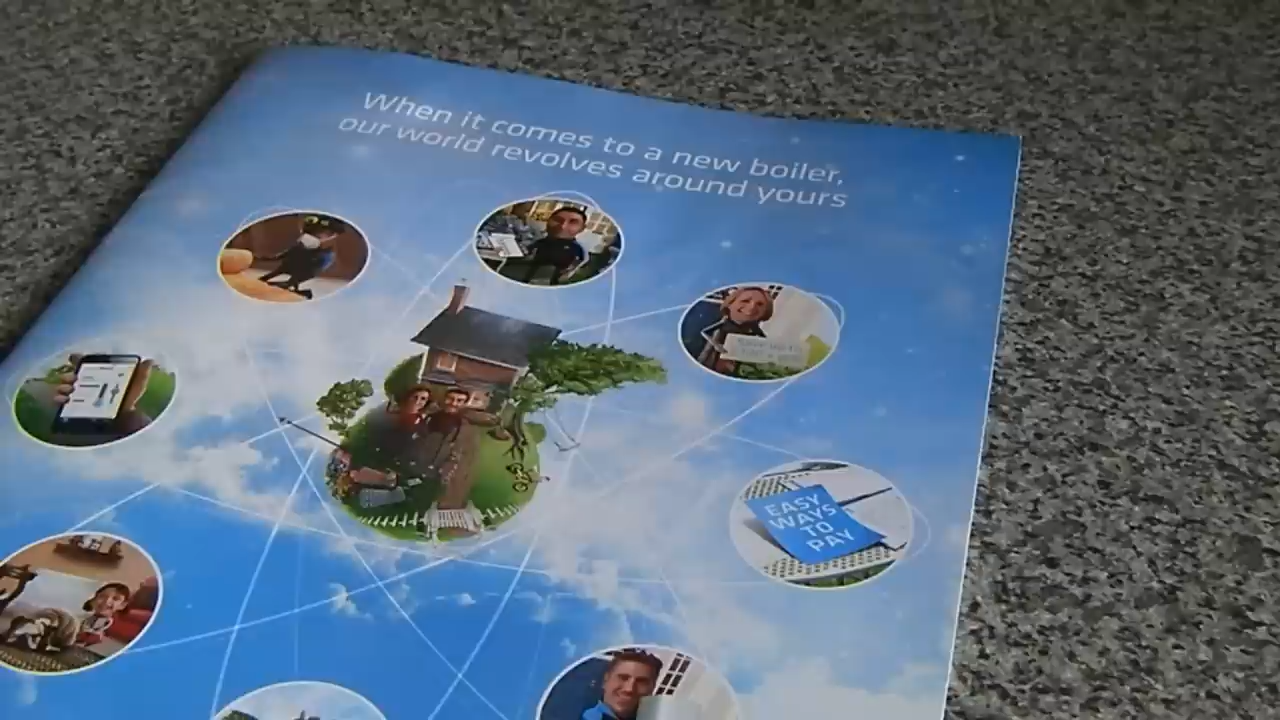 When it comes to a new boiler,
our world revolves around yours
EASY
WAYS
TO
PAY